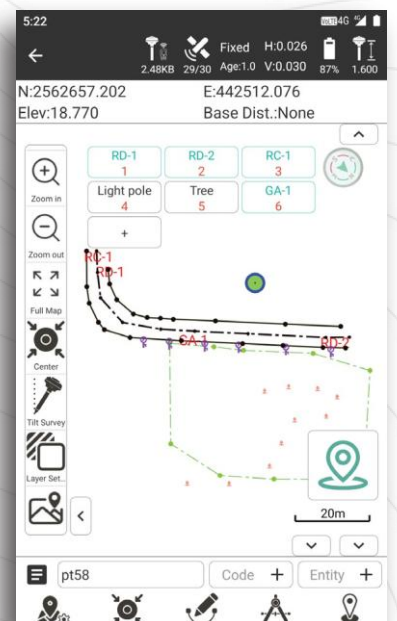 5:22
VoLTE 4G
Fixed H:0.026
2.48KB 29/30 Age:1.0 V:0.030 87% 1.600
N:2562657.202 E:442512.076
Elev:18.770 Base Dist.:None
RD-1 RD-2 RC-1
1 2 3
Zoom in
Light pole Tree GA-1
4 5 6
Zoom out
+
RC-1
RD-1
Full Map
GA-1 RD-2
Center
Tilt Survey
Layer Set..
20m
pt58 Code + Entity +